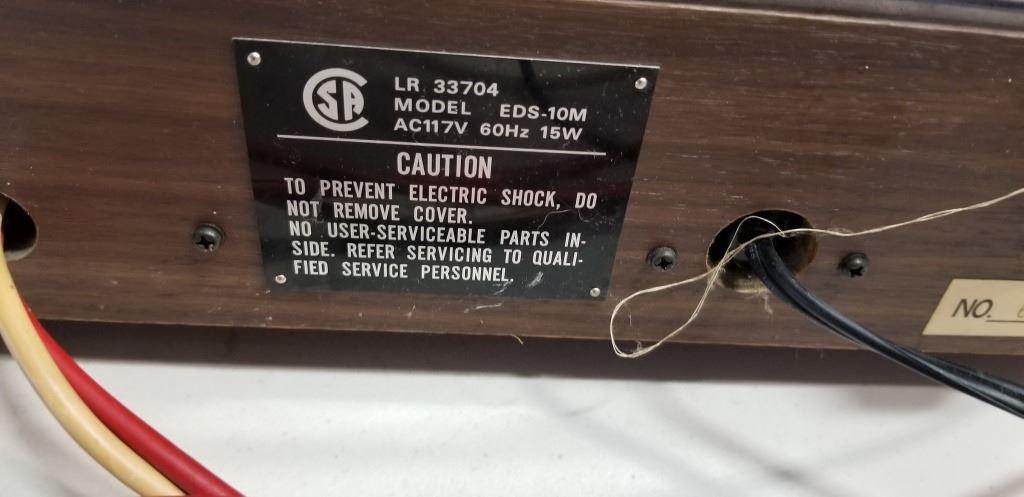 CSA
LR 33704
MODEL EDS-10M
AC117V 60Hz 15W
CAUTION
TO PREVENT ELECTRIC SHOCK, DO
NOT REMOVE COVER.
NO USER-SERVICEABLE PARTS IN-
SIDE. REFER SERVICING TO QUALI-
FIED SERVICE PERSONNEL.
NO.